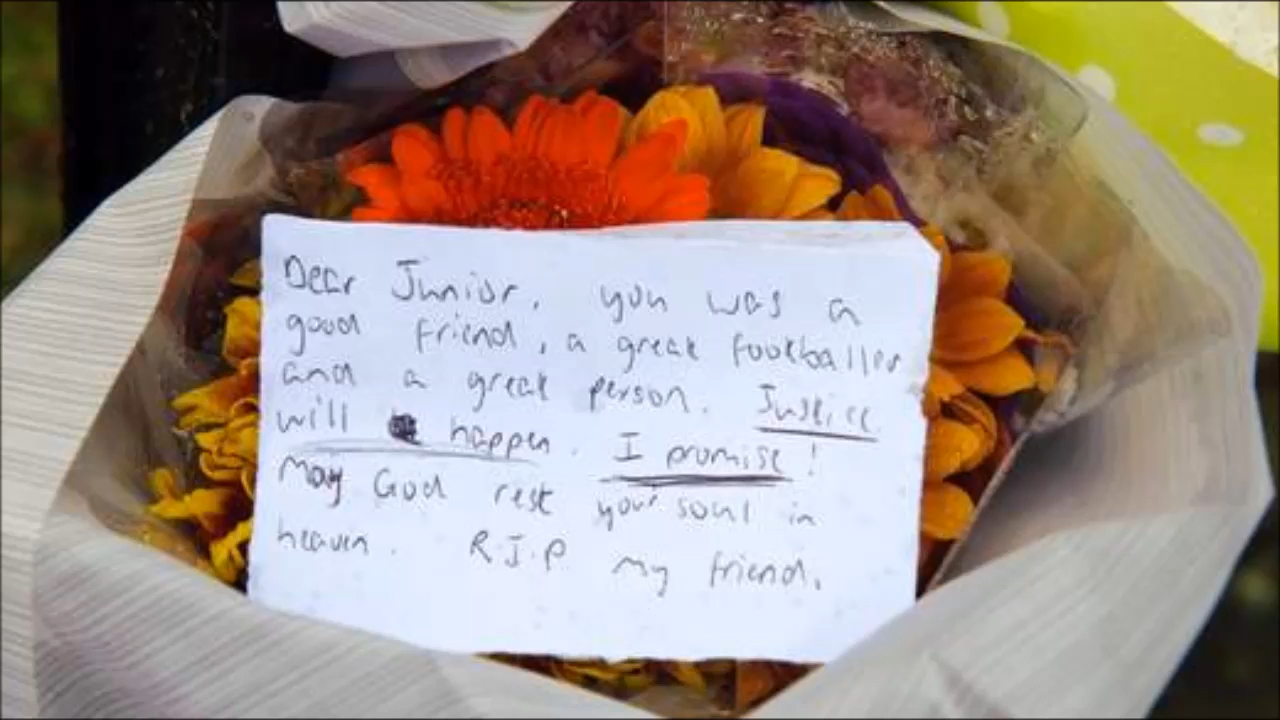 Dear Junior, you was a
good friend, a great footballer
and a great person. Justice
will happen. I promise!
May God rest your soul in
heaven. R.I.P my friend.